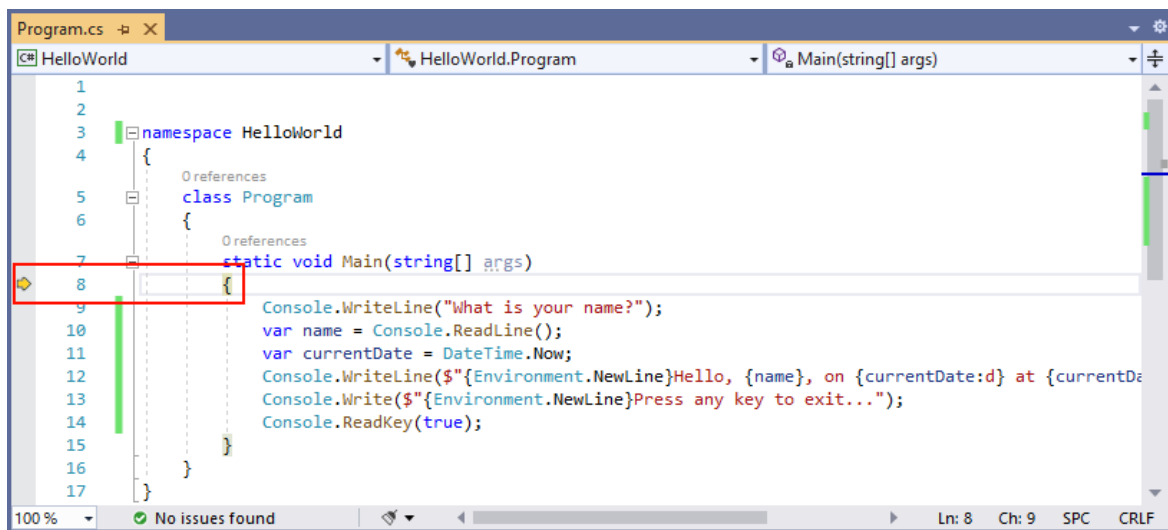 Program.cs
C# HelloWorld HelloWorld.Program Main(string[] args)
1
2
3 namespace HelloWorld
4 {
0 references
5 class Program
6 {
0 references
7 static void Main(string[] args)
8 {
9 Console.WriteLine("What is your name?");
10 var name = Console.ReadLine();
11 var currentDate = DateTime.Now;
12 Console.WriteLine($"{Environment.NewLine}Hello, {name}, on {currentDate:d} at {currentDa
13 Console.Write($"{Environment.NewLine}Press any key to exit...");
14 Console.ReadKey(true);
15 }
16 }
17 }
100 % No issues found Ln: 8 Ch: 9 SPC CRLF